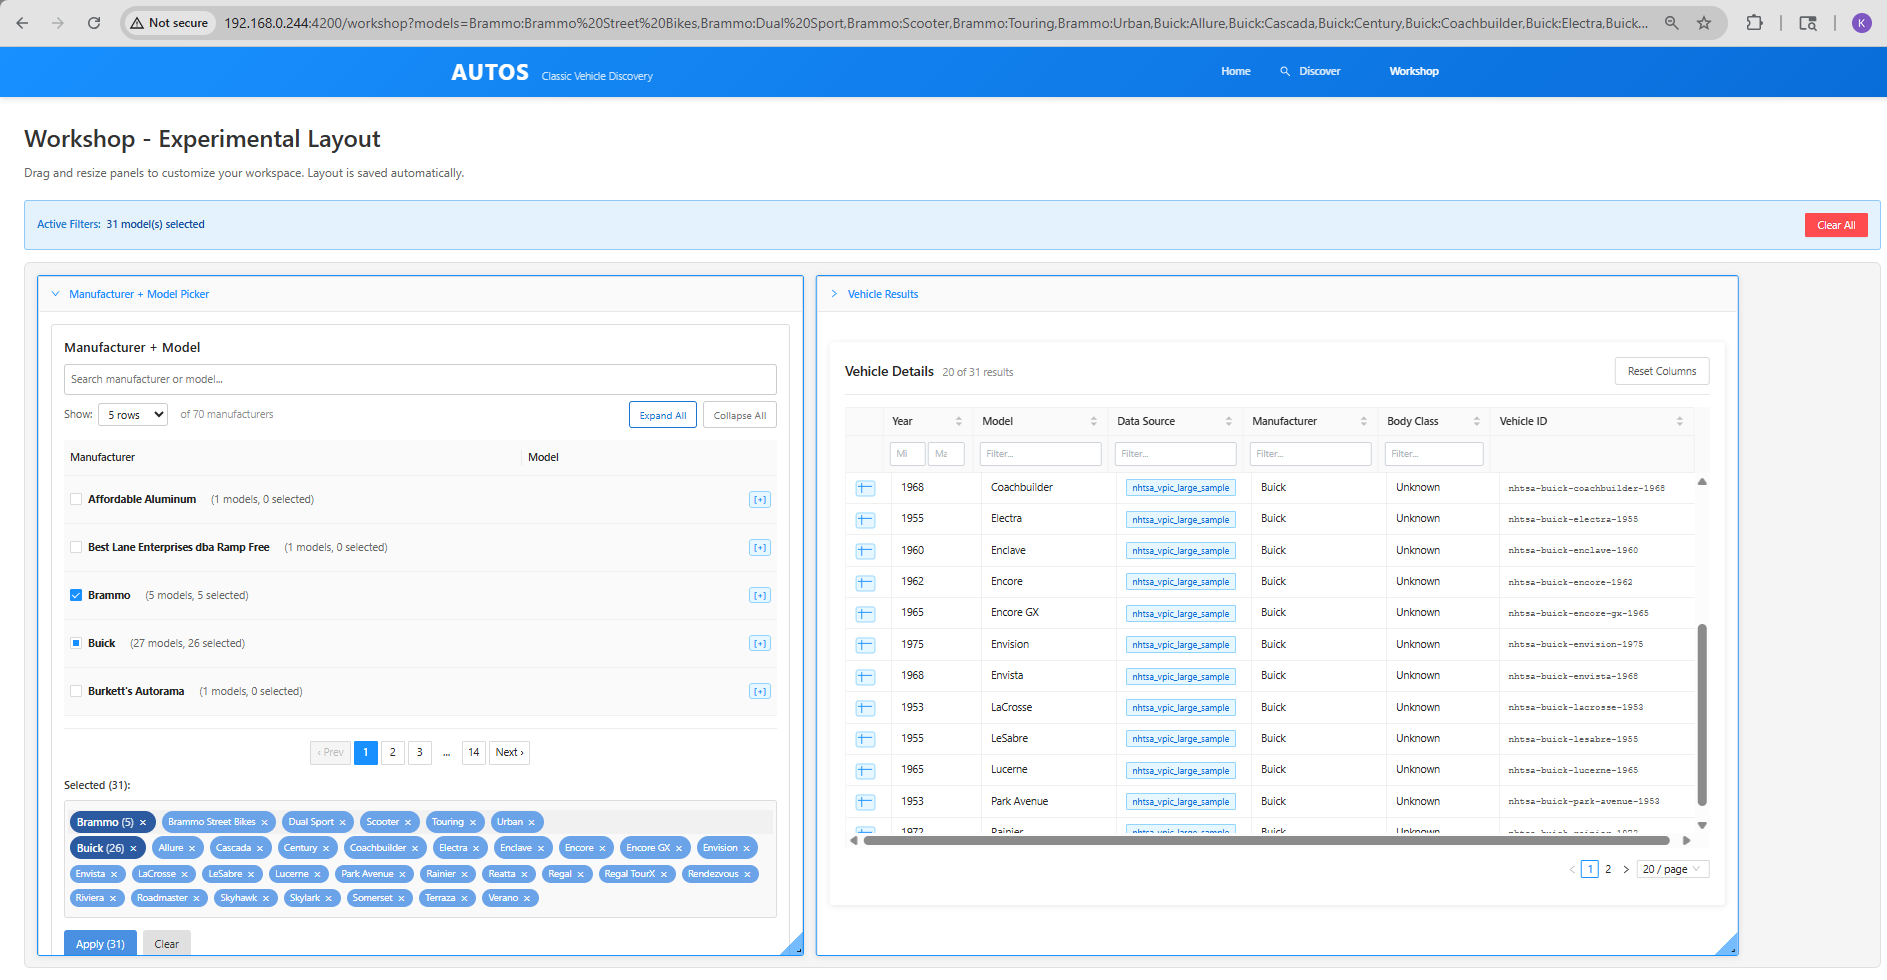 Not secure
192.168.0.244:4200/workshop?models=Brammo:Brammo%20Street%20Bikes,Brammo:Dual%20Sport,Brammo:Scooter,Brammo:Touring,Brammo:Urban,Buick:Allure,Buick:Cascada,Buick:Century,Buick:Coachbuilder,Buick:Electra,Buick...
K
AUTOS Classic Vehicle Discovery
Home Discover Workshop
Workshop - Experimental Layout
Drag and resize panels to customize your workspace. Layout is saved automatically.
Active Filters: 31 model(s) selected
Clear All
Manufacturer + Model Picker
Manufacturer + Model
Search manufacturer or model...
Show: 5 rows of 70 manufacturers
Expand All Collapse All
Manufacturer Model
Affordable Aluminum (1 models, 0 selected) [+]
Best Lane Enterprises dba Ramp Free (1 models, 0 selected) [+]
Brammo (5 models, 5 selected) [+]
Buick (27 models, 26 selected) [+]
Burkett's Autorama (1 models, 0 selected) [+]
‹ Prev 1 2 3 ... 14 Next ›
Selected (31):
Brammo (5) × Brammo Street Bikes × Dual Sport × Scooter × Touring × Urban ×
Buick (26) × Allure × Cascada × Century × Coachbuilder × Electra × Enclave × Encore × Encore GX × Envision ×
Envista × LaCrosse × LeSabre × Lucerne × Park Avenue × Rainier × Reatta × Regal × Regal TourX × Rendezvous ×
Riviera × Roadmaster × Skyhawk × Skylark × Somerset × Terraza × Verano ×
Apply (31) Clear
Vehicle Results
Vehicle Details 20 of 31 results
Reset Columns
Year Model Data Source Manufacturer Body Class Vehicle ID
Mi Ma Filter... Filter... Filter... Filter...
1968 Coachbuilder nhtsa_vpic_large_sample Buick Unknown nhtsa-buick-coachbuilder-1968
1955 Electra nhtsa_vpic_large_sample Buick Unknown nhtsa-buick-electra-1955
1960 Enclave nhtsa_vpic_large_sample Buick Unknown nhtsa-buick-enclave-1960
1962 Encore nhtsa_vpic_large_sample Buick Unknown nhtsa-buick-encore-1962
1965 Encore GX nhtsa_vpic_large_sample Buick Unknown nhtsa-buick-encore-gx-1965
1975 Envision nhtsa_vpic_large_sample Buick Unknown nhtsa-buick-envision-1975
1968 Envista nhtsa_vpic_large_sample Buick Unknown nhtsa-buick-envista-1968
1953 LaCrosse nhtsa_vpic_large_sample Buick Unknown nhtsa-buick-lacrosse-1953
1955 LeSabre nhtsa_vpic_large_sample Buick Unknown nhtsa-buick-lesabre-1955
1965 Lucerne nhtsa_vpic_large_sample Buick Unknown nhtsa-buick-lucerne-1965
1953 Park Avenue nhtsa_vpic_large_sample Buick Unknown nhtsa-buick-park-avenue-1953
1972 Rainier nhtsa_vpic_large_sample Buick Unknown nhtsa-buick-rainier-1972
1 2 20 / page